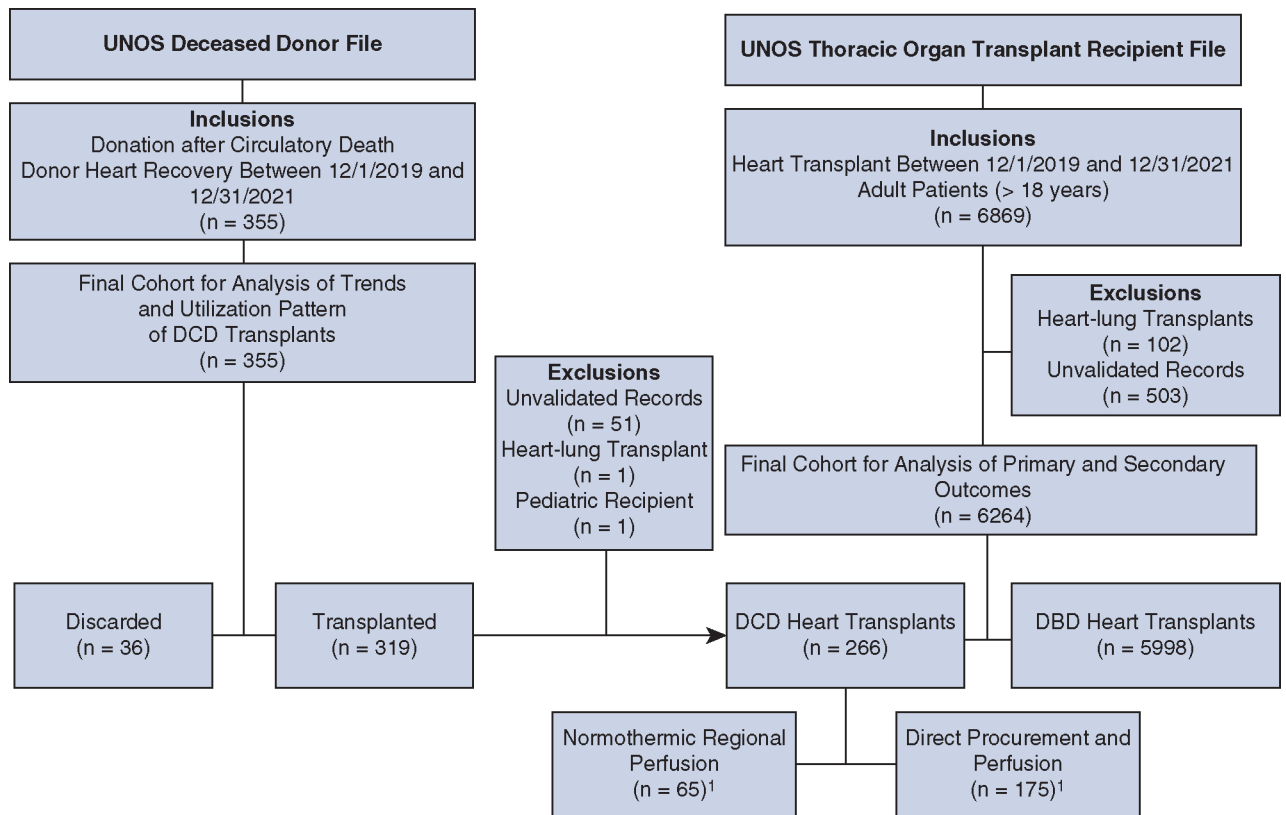 UNOS Deceased Donor File
Inclusions
Donation after Circulatory Death
Donor Heart Recovery Between 12/1/2019 and
12/31/2021
(n = 355)
Final Cohort for Analysis of Trends
and Utilization Pattern
of DCD Transplants
(n = 355)
Exclusions
Unvalidated Records
(n = 51)
Heart-lung Transplant
(n = 1)
Pediatric Recipient
(n = 1)
Discarded
(n = 36)
Transplanted
(n = 319)
UNOS Thoracic Organ Transplant Recipient File
Inclusions
Heart Transplant Between 12/1/2019 and 12/31/2021
Adult Patients (> 18 years)
(n = 6869)
Exclusions
Heart-lung Transplants
(n = 102)
Unvalidated Records
(n = 503)
Final Cohort for Analysis of Primary and Secondary
Outcomes
(n = 6264)
DCD Heart Transplants
(n = 266)
DBD Heart Transplants
(n = 5998)
Normothermic Regional
Perfusion
(n = 65)¹
Direct Procurement and
Perfusion
(n = 175)¹